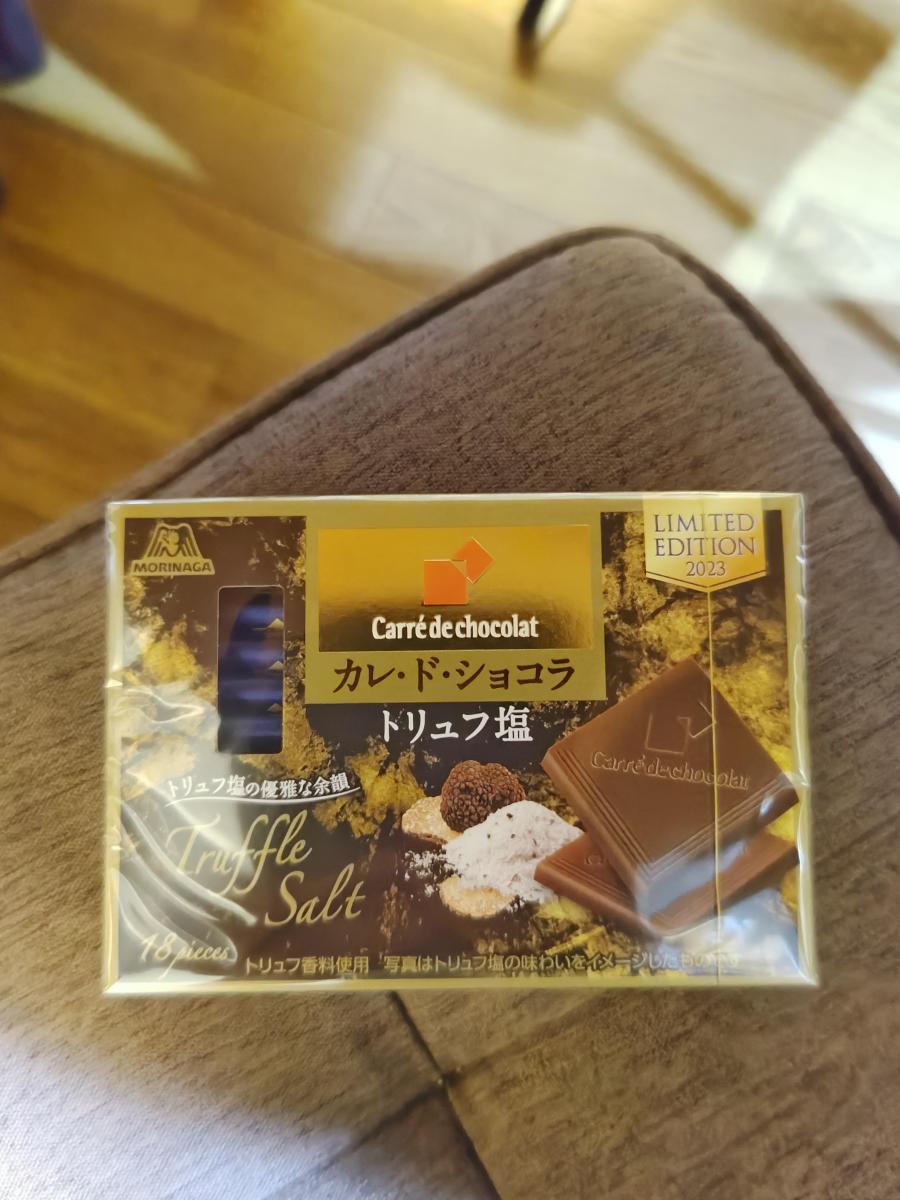 MORINAGA
LIMITED
EDITION
2023
Carré de chocolat
カレ・ド・ショコラ
トリュフ塩
Carré de chocolat
トリュフ塩の優雅な余韻
Truffle
Salt
18 pieces
トリュフ香料使用 写真はトリュフ塩の味わいをイメージしたものです